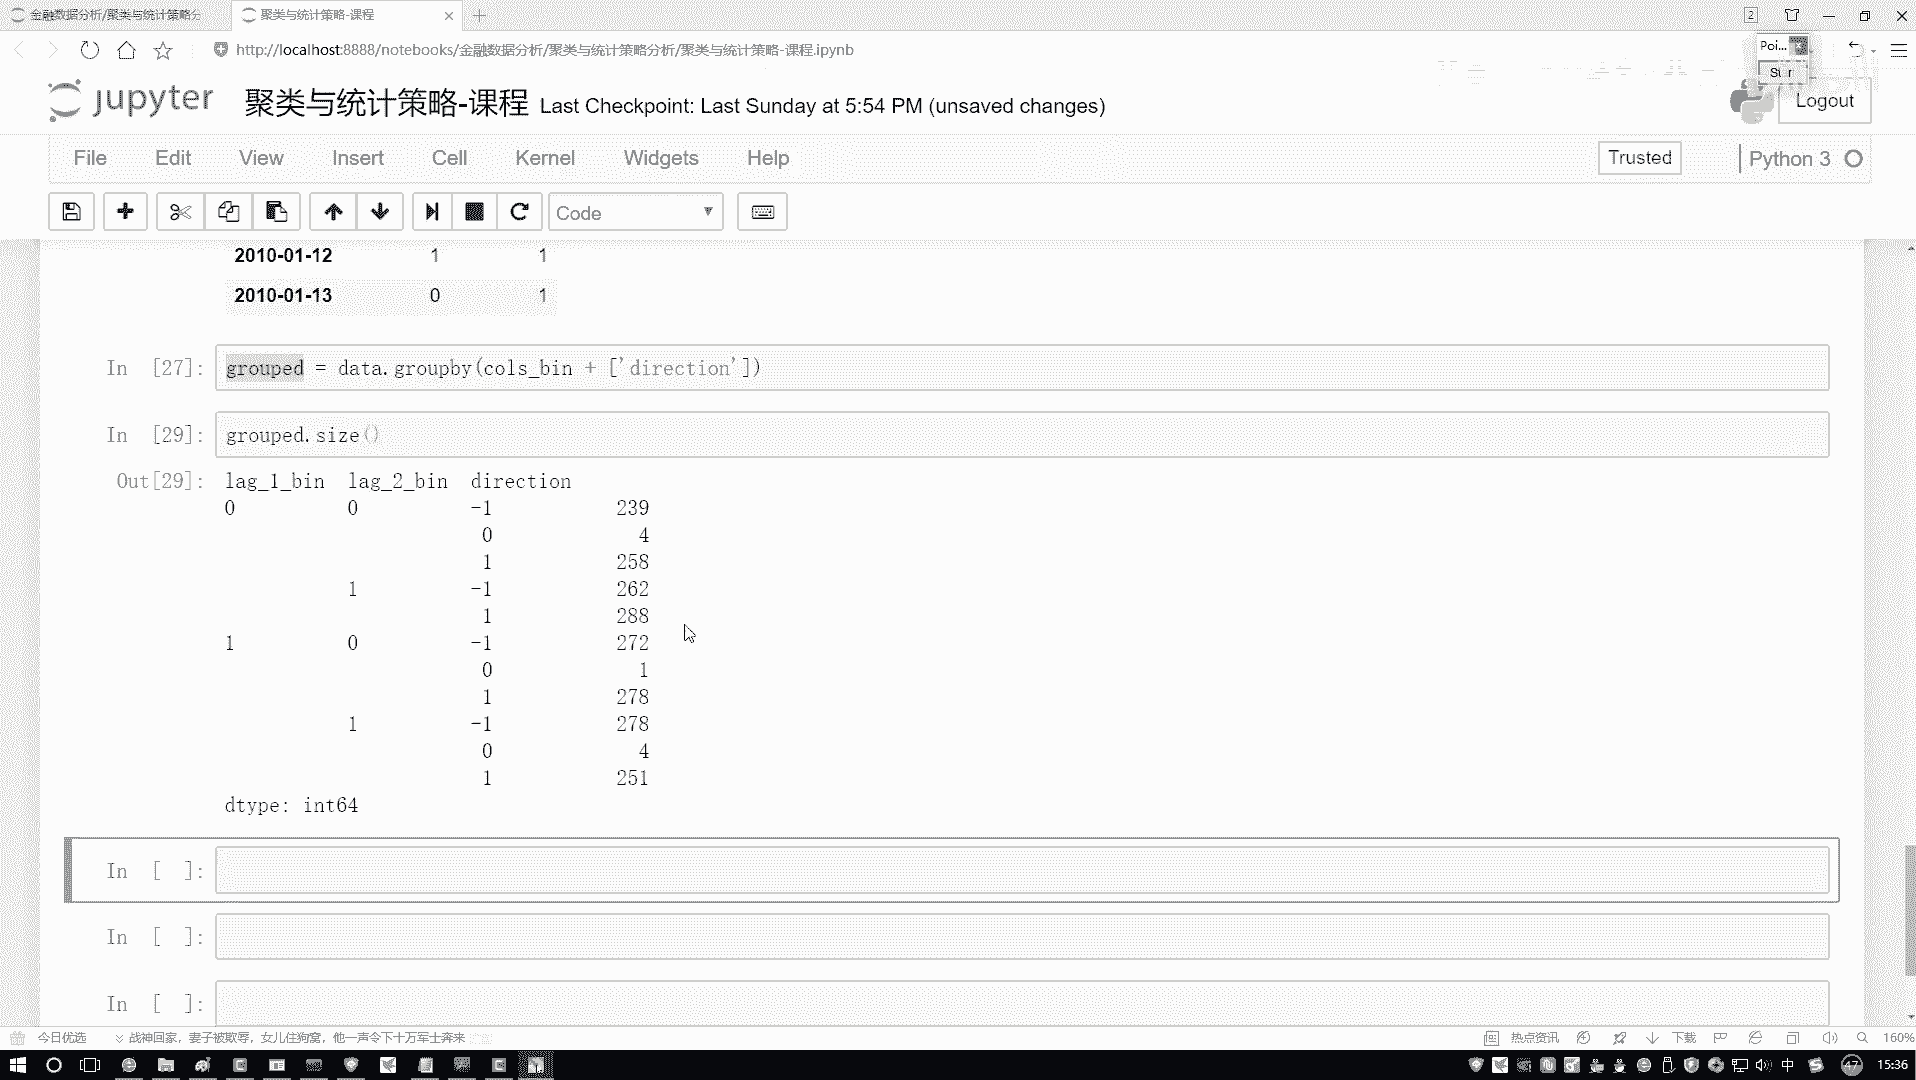 金融数据分析/聚类与统计策略分
聚类与统计策略-课程
2
http://localhost:8888/notebooks/金融数据分析/聚类与统计策略分析/聚类与统计策略-课程.ipynb
Poi...
jupyter 聚类与统计策略-课程 Last Checkpoint: Last Sunday at 5:54 PM (unsaved changes)
Logout
File Edit View Insert Cell Kernel Widgets Help
Trusted
Python 3
Code
2010-01-12 1 1
2010-01-13 0 1
In [27]: grouped = data.groupby(cols_bin + ['direction'])
In [29]: grouped.size()
Out[29]: lag_1_bin lag_2_bin direction
0 0 -1 239
0 4
1 258
1 -1 262
1 288
1 0 -1 272
0 1
1 278
1 -1 278
0 4
1 251
dtype: int64
In [ ]:
In [ ]:
In [ ]:
今日优选
战神回家，妻子被欺辱，女儿住狗窝，他一声令下十万军士奔来
热点资讯
下载
160%
中
47
15:36